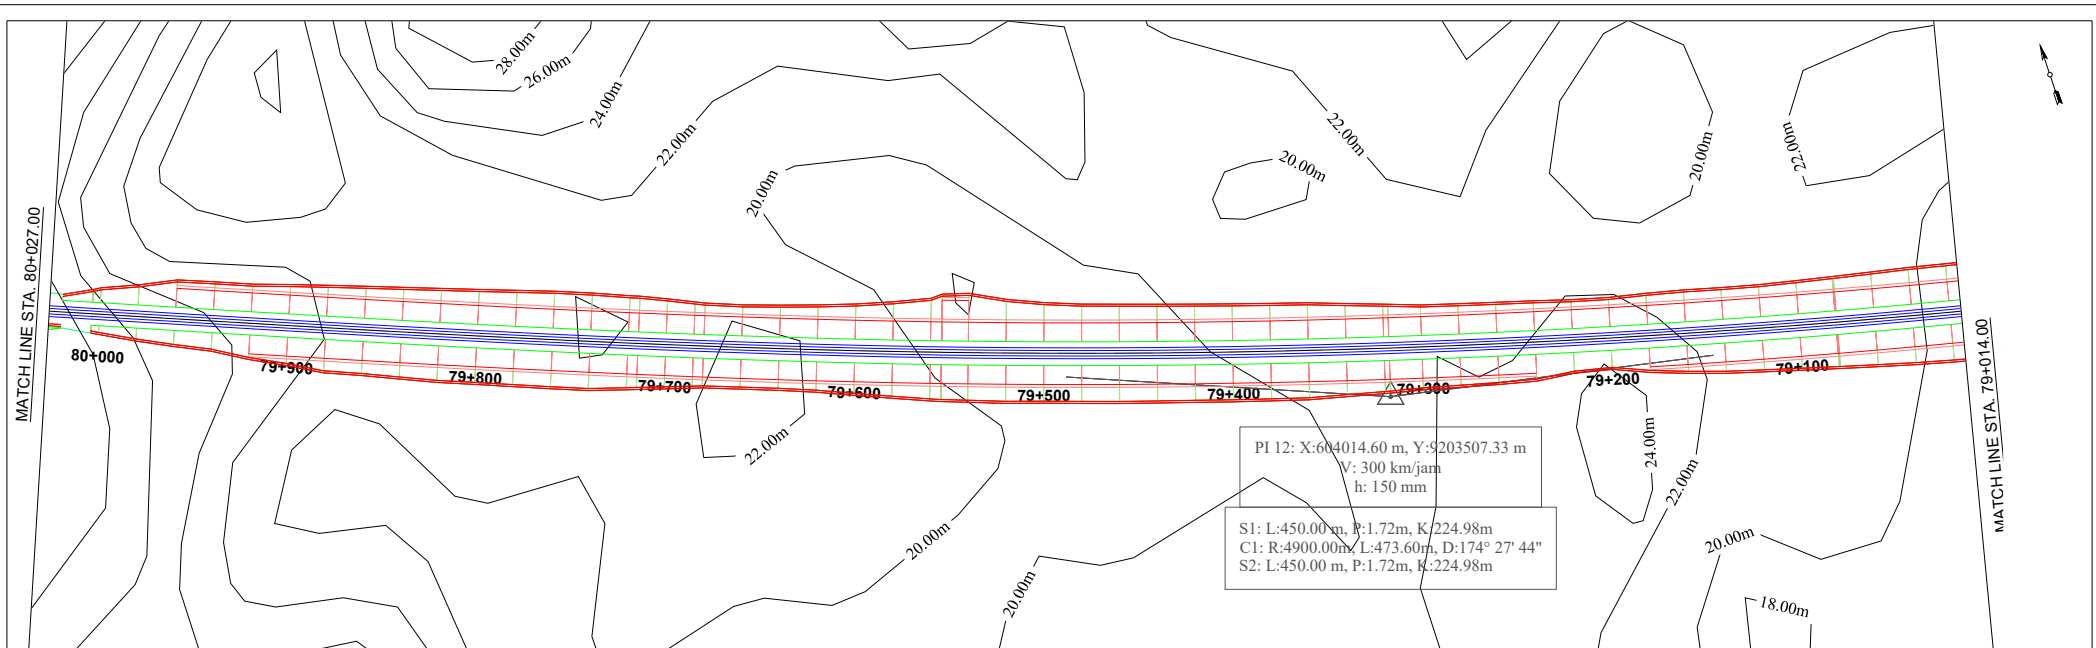 28.00m
26.00m
24.00m
22.00m
20.00m
22.00m
20.00m
20.00m
22.00m
MATCH LINE STA. 80+027.00
80+000
79+900
79+800
79+700
79+600
79+500
79+400
79+300
79+200
79+100
MATCH LINE STA. 79+014.00
22.00m
24.00m
22.00m
PI 12: X:604014.60 m, Y:9203507.33 m
V: 300 km/jam
h: 150 mm
S1: L:450.00 m, P:1.72m, K:224.98m
C1: R:4900.00m, L:473.60m, D:174° 27' 44"
S2: L:450.00 m, P:1.72m, K:224.98m
20.00m
20.00m
20.00m
18.00m